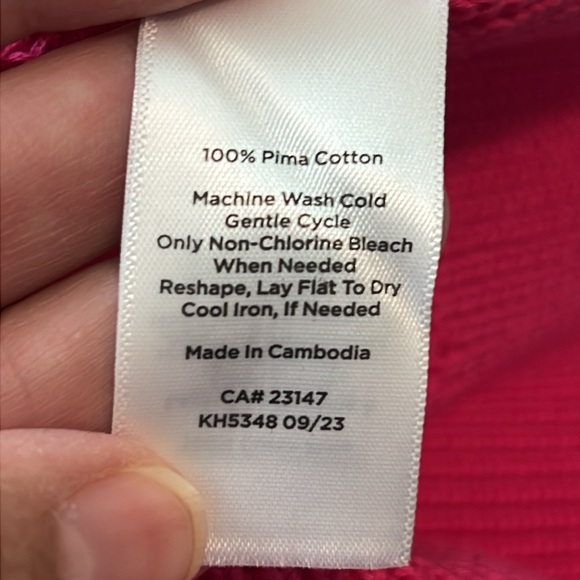 100% Pima Cotton
Machine Wash Cold
Gentle Cycle
Only Non-Chlorine Bleach
When Needed
Reshape, Lay Flat To Dry
Cool Iron, If Needed
Made In Cambodia
CA# 23147
KH5348 09/23